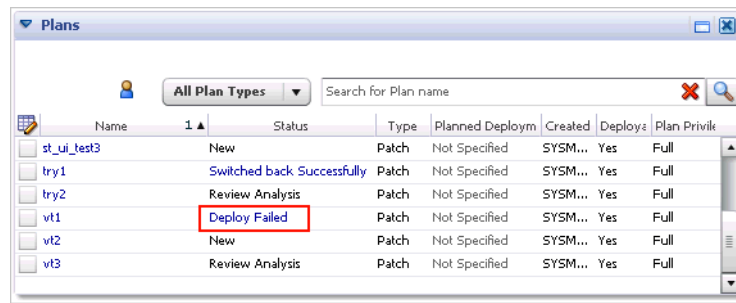 Plans
All Plan Types Search for Plan name
Name 1 Status Type Planned Deploym Created Deploya Plan Privile
st_ui_test3 New Patch Not Specified SYSM... Yes Full
try1 Switched back Successfully Patch Not Specified SYSM... Yes Full
try2 Review Analysis Patch Not Specified SYSM... Yes Full
vt1 Deploy Failed Patch Not Specified SYSM... Yes Full
vt2 New Patch Not Specified SYSM... Yes Full
vt3 Review Analysis Patch Not Specified SYSM... Yes Full